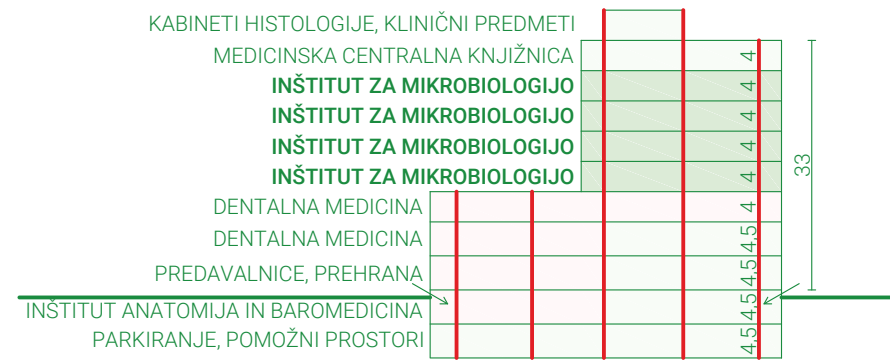 KABINETI HISTOLOGIJE, KLINIČNI PREDMETI
MEDICINSKA CENTRALNA KNJIŽNICA 4
INŠTITUT ZA MIKROBIOLOGIJO 4
INŠTITUT ZA MIKROBIOLOGIJO 4
INŠTITUT ZA MIKROBIOLOGIJO 4
INŠTITUT ZA MIKROBIOLOGIJO 4
DENTALNA MEDICINA 4
DENTALNA MEDICINA 4,5
PREDAVALNICE, PREHRANA 4,5
INŠTITUT ANATOMIJA IN BAROMEDICINA 4,5
PARKIRANJE, POMOŽNI PROSTORI 4,5
33